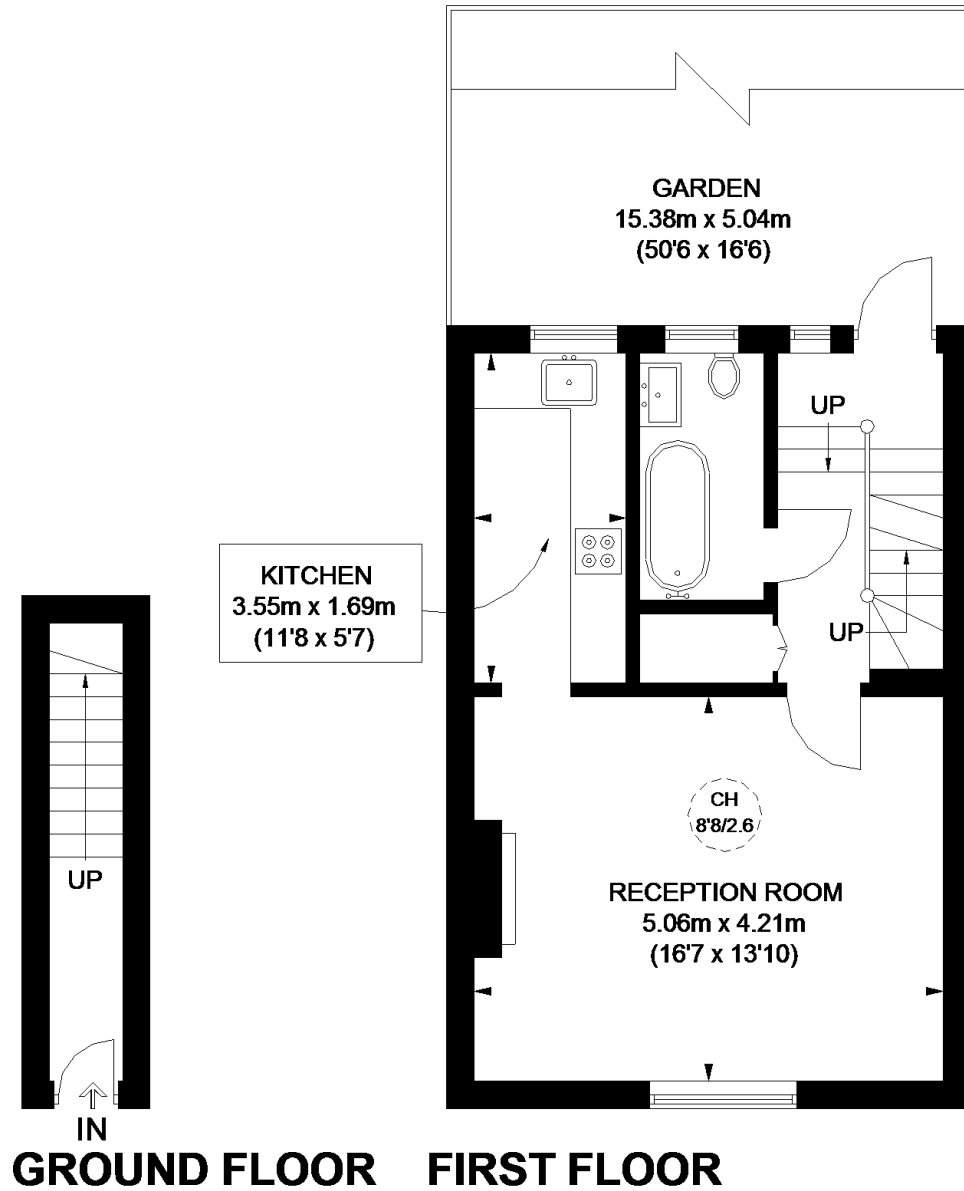 GARDEN
15.38m x 5.04m
(50'6 x 16'6)
UP
KITCHEN
3.55m x 1.69m
(11'8 x 5'7)
UP
CH
8'8/2.6
UP
RECEPTION ROOM
5.06m x 4.21m
(16'7 x 13'10)
IN
GROUND FLOOR
FIRST FLOOR